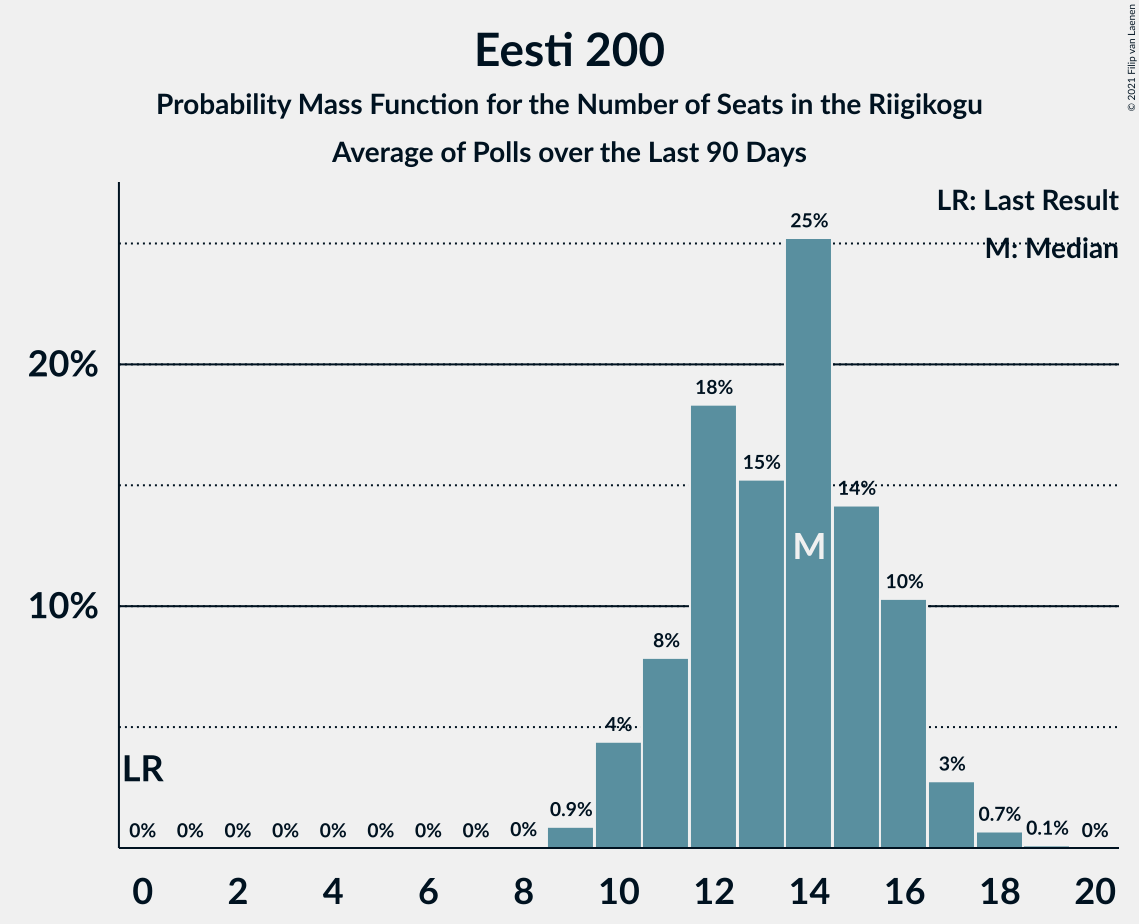 Eesti 200
Probability Mass Function for the Number of Seats in the Riigikogu
Average of Polls over the Last 90 Days
© 2021 Filip van Laenen
LR: Last Result
M: Median
25%
20%
18%
15%
14%
M
10%
10%
8%
4%
LR
3%
0% 0% 0% 0% 0% 0% 0% 0% 0% 0.9% 0.7% 0.1% 0%
0 2 4 6 8 10 12 14 16 18 20